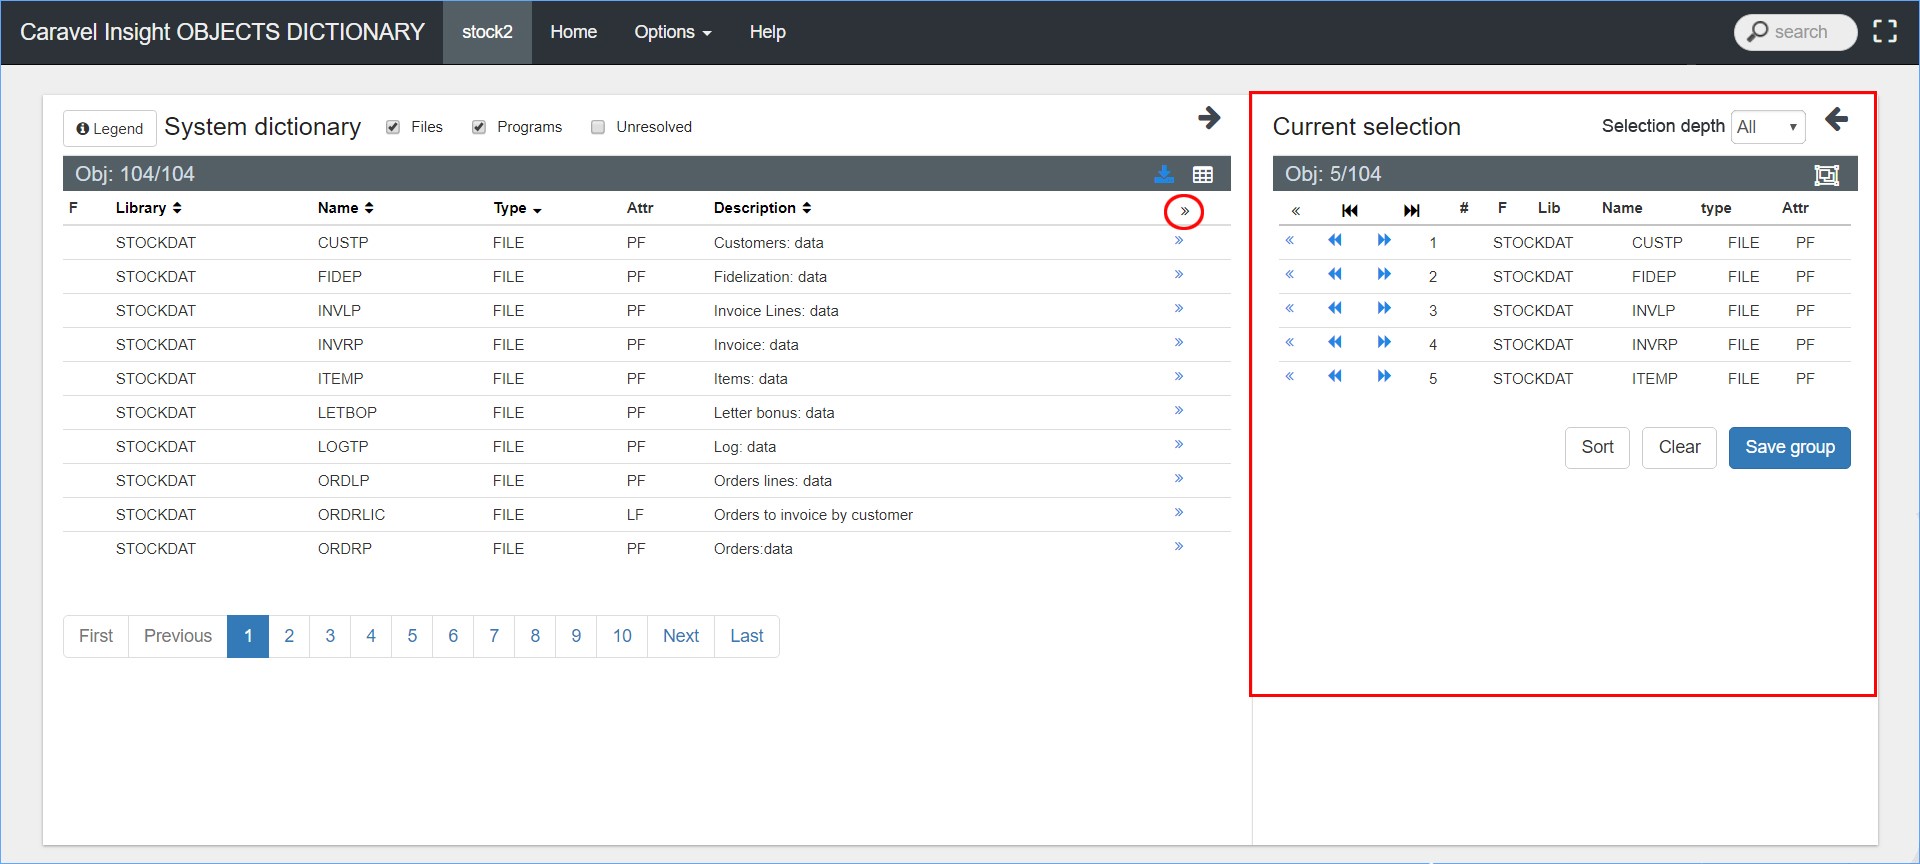 Caravel Insight OBJECTS DICTIONARY stock2 Home Options Help search
Legend System dictionary Files Programs Unresolved
Obj: 104/104
F Library Name Type Attr Description »
STOCKDAT CUSTP FILE PF Customers: data »
STOCKDAT FIDEP FILE PF Fidelization: data »
STOCKDAT INVLP FILE PF Invoice Lines: data »
STOCKDAT INVRP FILE PF Invoice: data »
STOCKDAT ITEMP FILE PF Items: data »
STOCKDAT LETBOP FILE PF Letter bonus: data »
STOCKDAT LOGTP FILE PF Log: data »
STOCKDAT ORDLP FILE PF Orders lines: data »
STOCKDAT ORDRLIC FILE LF Orders to invoice by customer »
STOCKDAT ORDRP FILE PF Orders:data »
First Previous 1 2 3 4 5 6 7 8 9 10 Next Last
Current selection Selection depth All
Obj: 5/104
« # F Lib Name type Attr
« 1 STOCKDAT CUSTP FILE PF
« 2 STOCKDAT FIDEP FILE PF
« 3 STOCKDAT INVLP FILE PF
« 4 STOCKDAT INVRP FILE PF
« 5 STOCKDAT ITEMP FILE PF
Sort Clear Save group